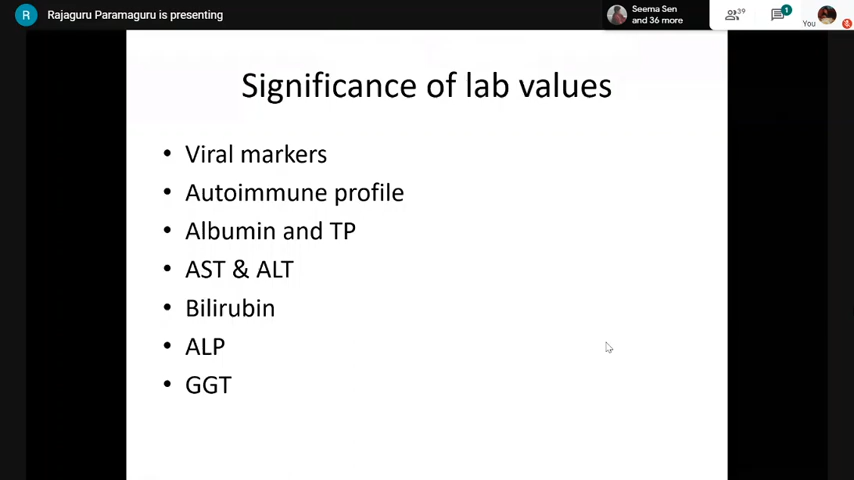 R Rajaguru Paramaguru is presenting
Seema Sen
and 36 more
39
1
You
Significance of lab values
• Viral markers
• Autoimmune profile
• Albumin and TP
• AST & ALT
• Bilirubin
• ALP
• GGT